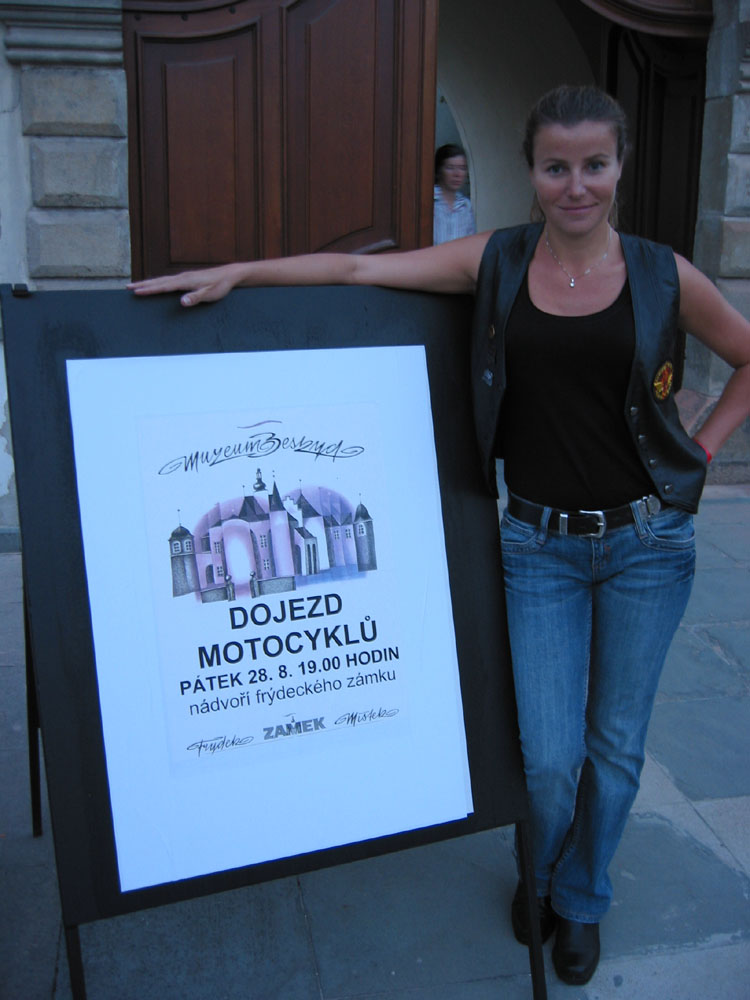 Muzeum Beskyd
DOJEZD
MOTOCYKLŮ
PÁTEK 28. 8. 19.00 HODIN
nádvoří frýdeckého zámku
Frýdek ZÁMEK Místek